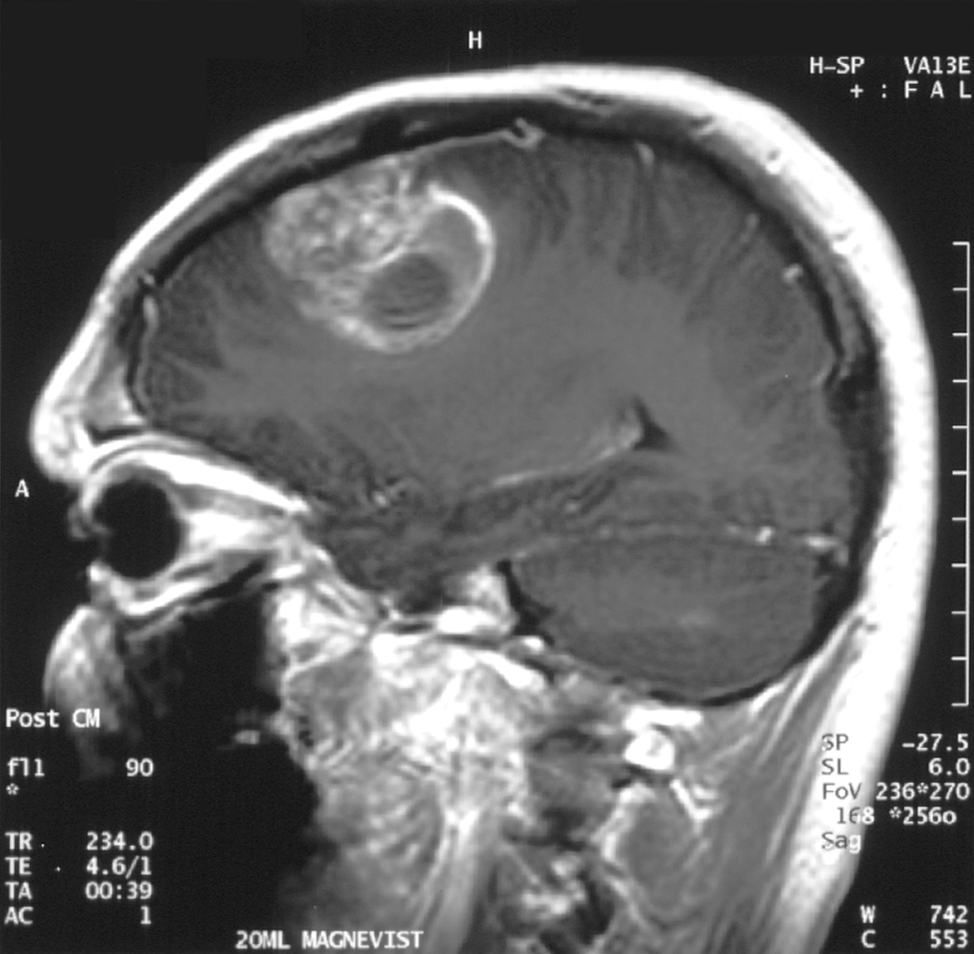 H
H-SP VA13E
+ : F A L
A
Post CM
fl1 90
*
TR 234.0
TE 4.6/1
TA 00:39
AC 1
20ML MAGNEVIST
SP -27.5
SL 6.0
FoV 236*270
168 *256o
Sag
W 742
C 553